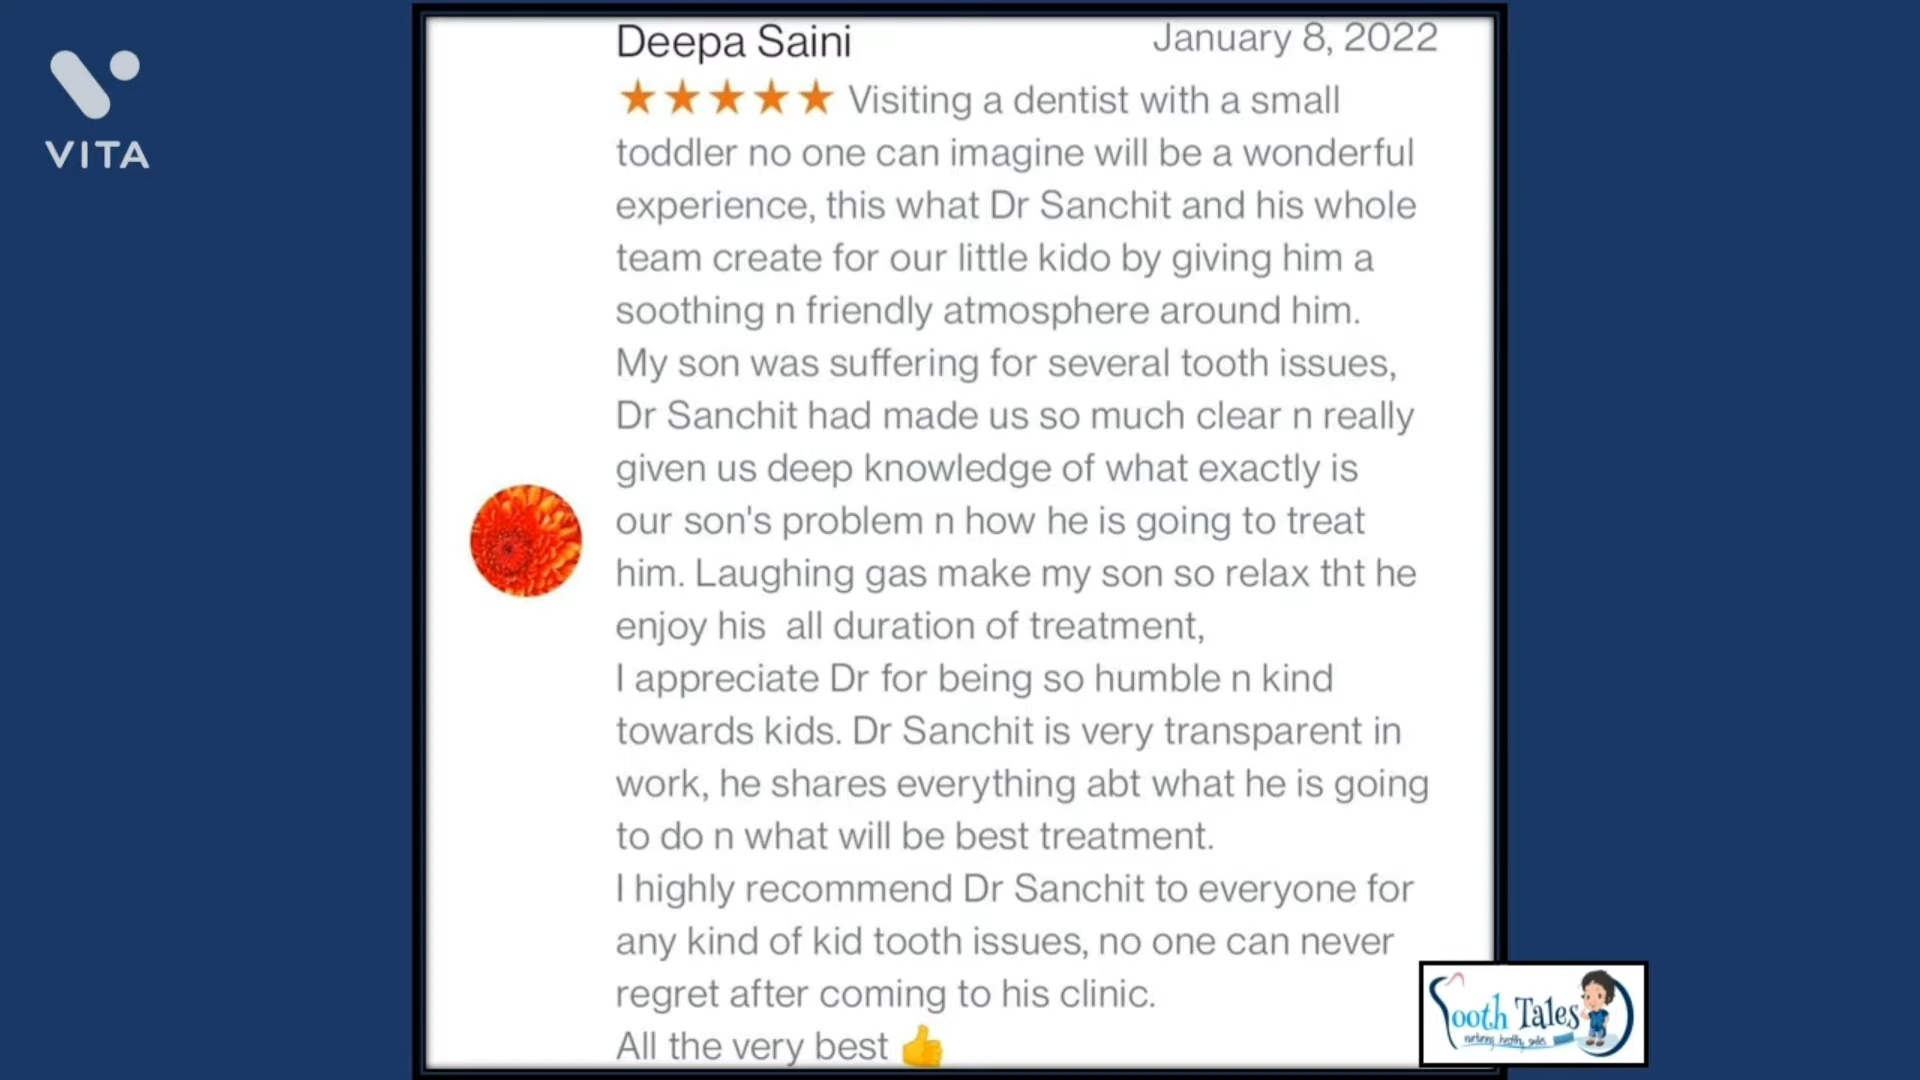 VITA
Deepa Saini January 8, 2022
Visiting a dentist with a small
toddler no one can imagine will be a wonderful
experience, this what Dr Sanchit and his whole
team create for our little kido by giving him a
soothing n friendly atmosphere around him.
My son was suffering for several tooth issues,
Dr Sanchit had made us so much clear n really
given us deep knowledge of what exactly is
our son's problem n how he is going to treat
him. Laughing gas make my son so relax tht he
enjoy his all duration of treatment,
I appreciate Dr for being so humble n kind
towards kids. Dr Sanchit is very transparent in
work, he shares everything abt what he is going
to do n what will be best treatment.
I highly recommend Dr Sanchit to everyone for
any kind of kid tooth issues, no one can never
regret after coming to his clinic.
All the very best 👍
Tooth Tales
nurturing healthy smiles